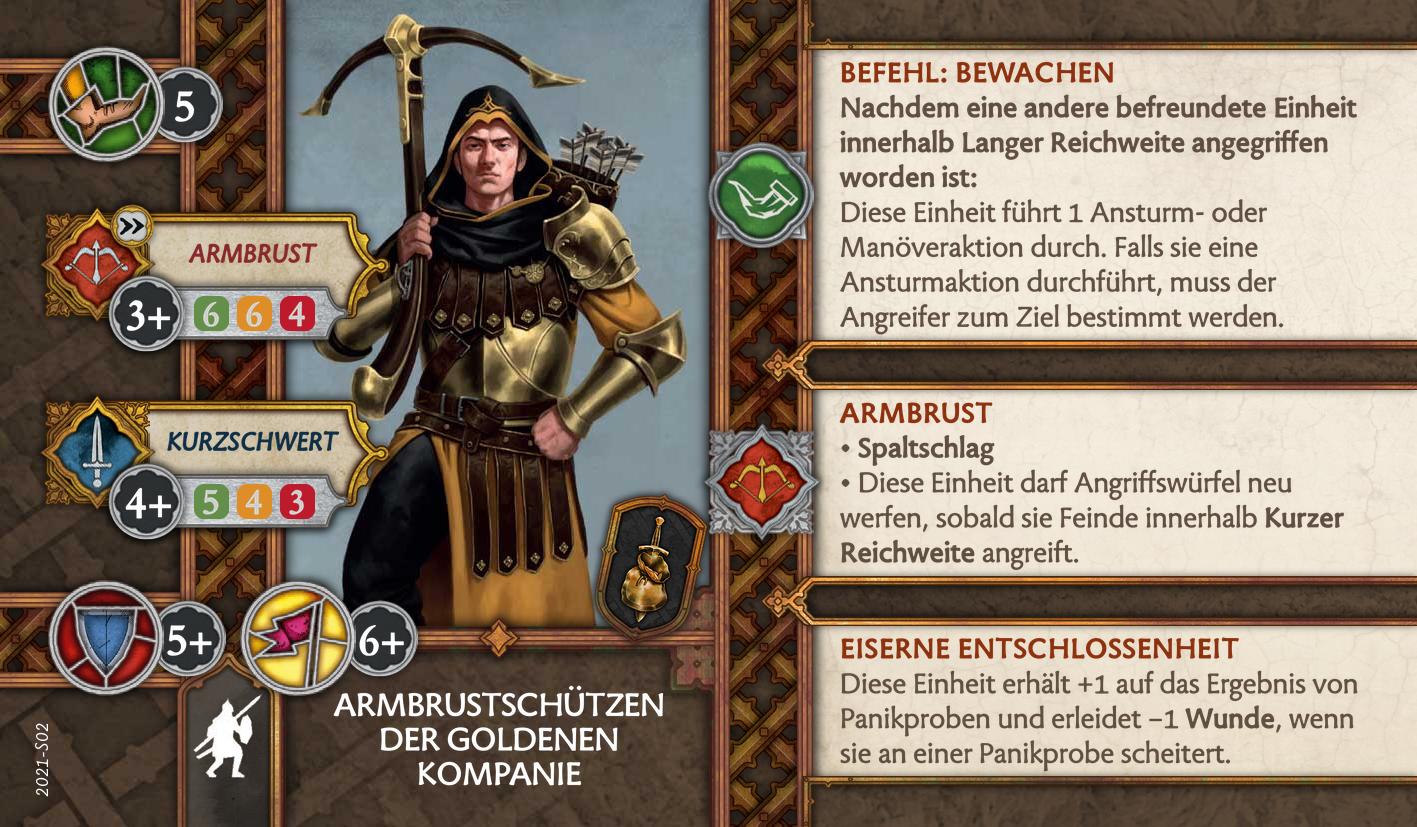 5
ARMBRUST
3+ 6 6 4
KURZSCHWERT
4+ 5 4 3
5+ 6+
ARMBRUSTSCHÜTZEN
DER GOLDENEN
KOMPANIE
2021-S02
BEFEHL: BEWACHEN
Nachdem eine andere befreundete Einheit
innerhalb Langer Reichweite angegriffen
worden ist:
Diese Einheit führt 1 Ansturm- oder
Manöveraktion durch. Falls sie eine
Ansturmaktion durchführt, muss der
Angreifer zum Ziel bestimmt werden.
ARMBRUST
• Spaltschlag
• Diese Einheit darf Angriffswürfel neu
werfen, sobald sie Feinde innerhalb Kurzer
Reichweite angreift.
EISERNE ENTSCHLOSSENHEIT
Diese Einheit erhält +1 auf das Ergebnis von
Panikproben und erleidet –1 Wunde, wenn
sie an einer Panikprobe scheitert.